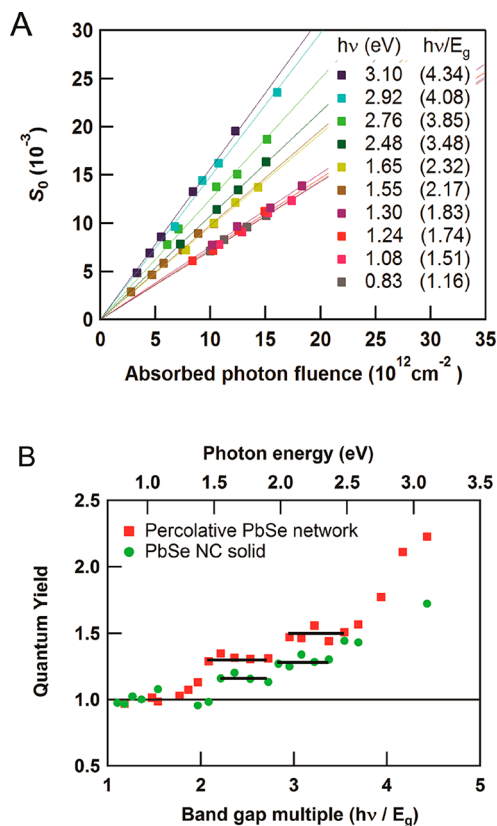 A
30
25
20
15
10
5
0
S0 (10-3)
hν (eV) hν/Eg
3.10 (4.34)
2.92 (4.08)
2.76 (3.85)
2.48 (3.48)
1.65 (2.32)
1.55 (2.17)
1.30 (1.83)
1.24 (1.74)
1.08 (1.51)
0.83 (1.16)
0 5 10 15 20 25 30 35
Absorbed photon fluence (10¹²cm⁻²)
B
Photon energy (eV)
1.0 1.5 2.0 2.5 3.0 3.5
2.5
2.0
1.5
1.0
0.5
Quantum Yield
Percolative PbSe network
PbSe NC solid
1 2 3 4 5
Band gap multiple (hν / Eg)